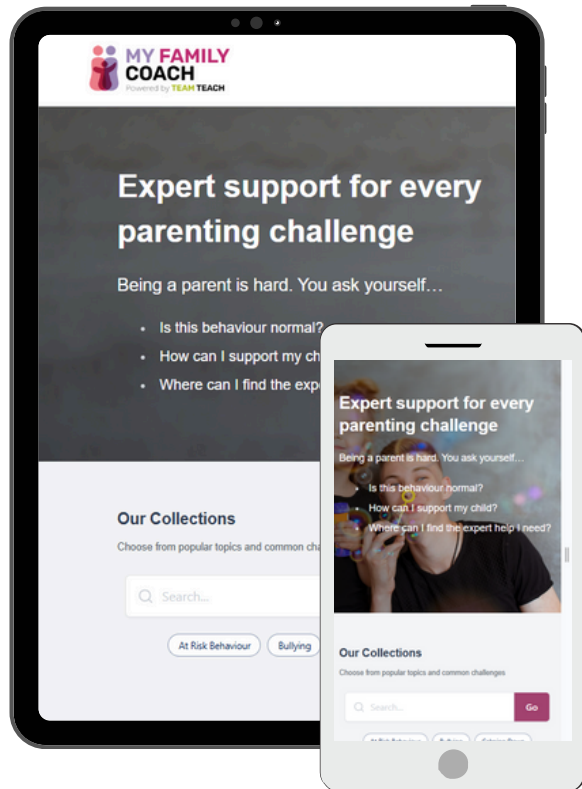 MY FAMILY
COACH
Powered by TEAM TEACH
Expert support for every
parenting challenge
Being a parent is hard. You ask yourself…
Is this behaviour normal?
How can I support my ch
Where can I find the exp
Our Collections
Choose from popular topics and common cha
Search...
At Risk Behaviour
Bullying
Expert support for every
parenting challenge
Being a parent is hard. You ask yourself…
Is this behaviour normal?
How can I support my child?
Where can I find the expert help I need?
Our Collections
Choose from popular topics and common challenges
Search...
Go